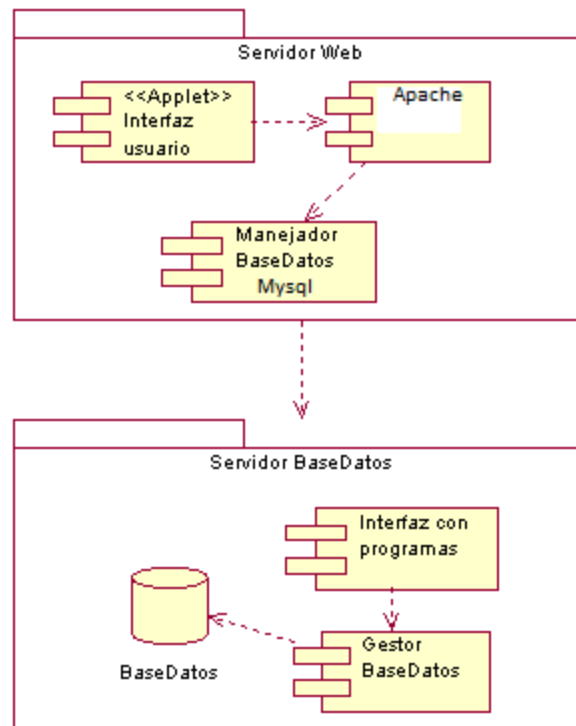 Servidor Web
<<Applet>>
Interfaz
usuario
Apache
Manejador
BaseDatos
Mysql
Servidor BaseDatos
Interfaz con
programas
Gestor
BaseDatos
BaseDatos